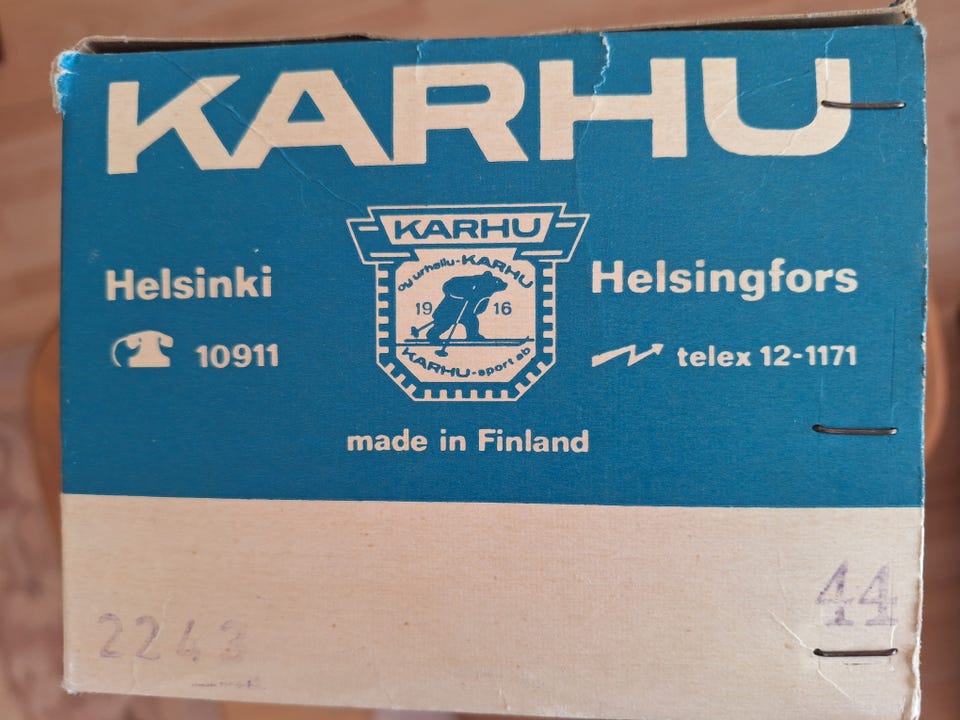 KARHU
KARHU
oy urheilu-KARHU
19 16
KARHU-sport ab
Helsinki
10911
Helsingfors
telex 12-1171
made in Finland
44
2243